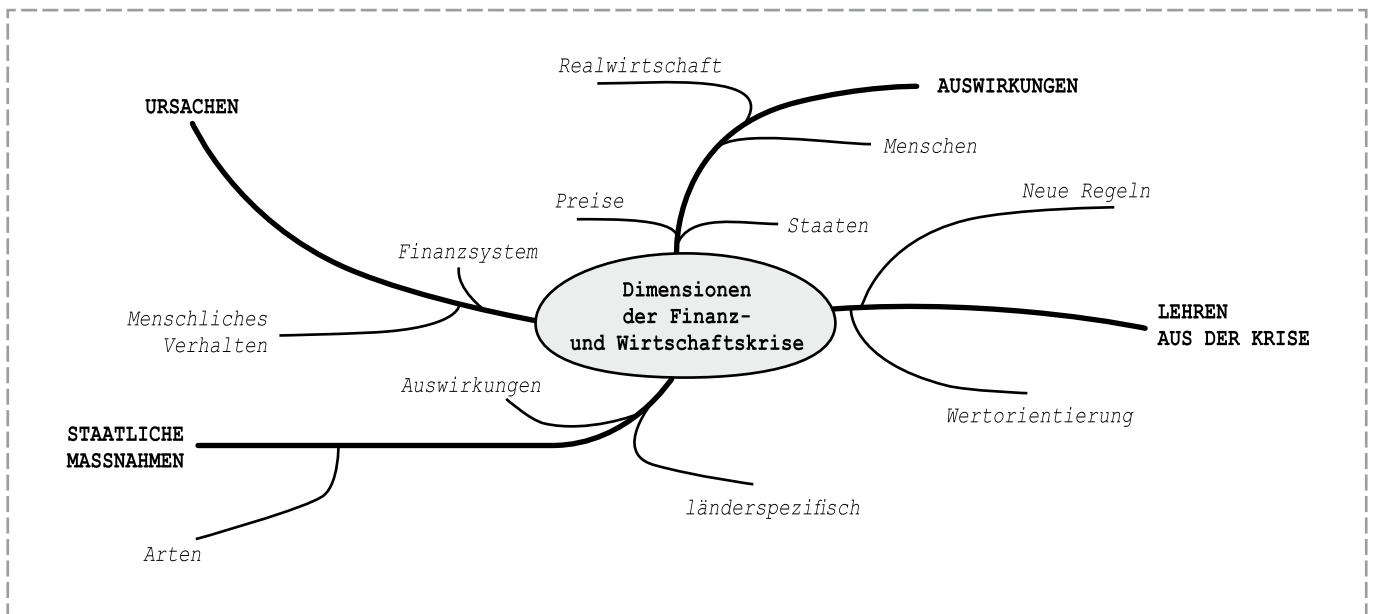 Realwirtschaft
AUSWIRKUNGEN
URSACHEN
Menschen
Neue Regeln
Preise
Staaten
Finanzsystem
Dimensionen
der Finanz-
und Wirtschaftskrise
Menschliches
Verhalten
LEHREN
AUS DER KRISE
Auswirkungen
Wertorientierung
STAATLICHE
MASSNAHMEN
länderspezifisch
Arten